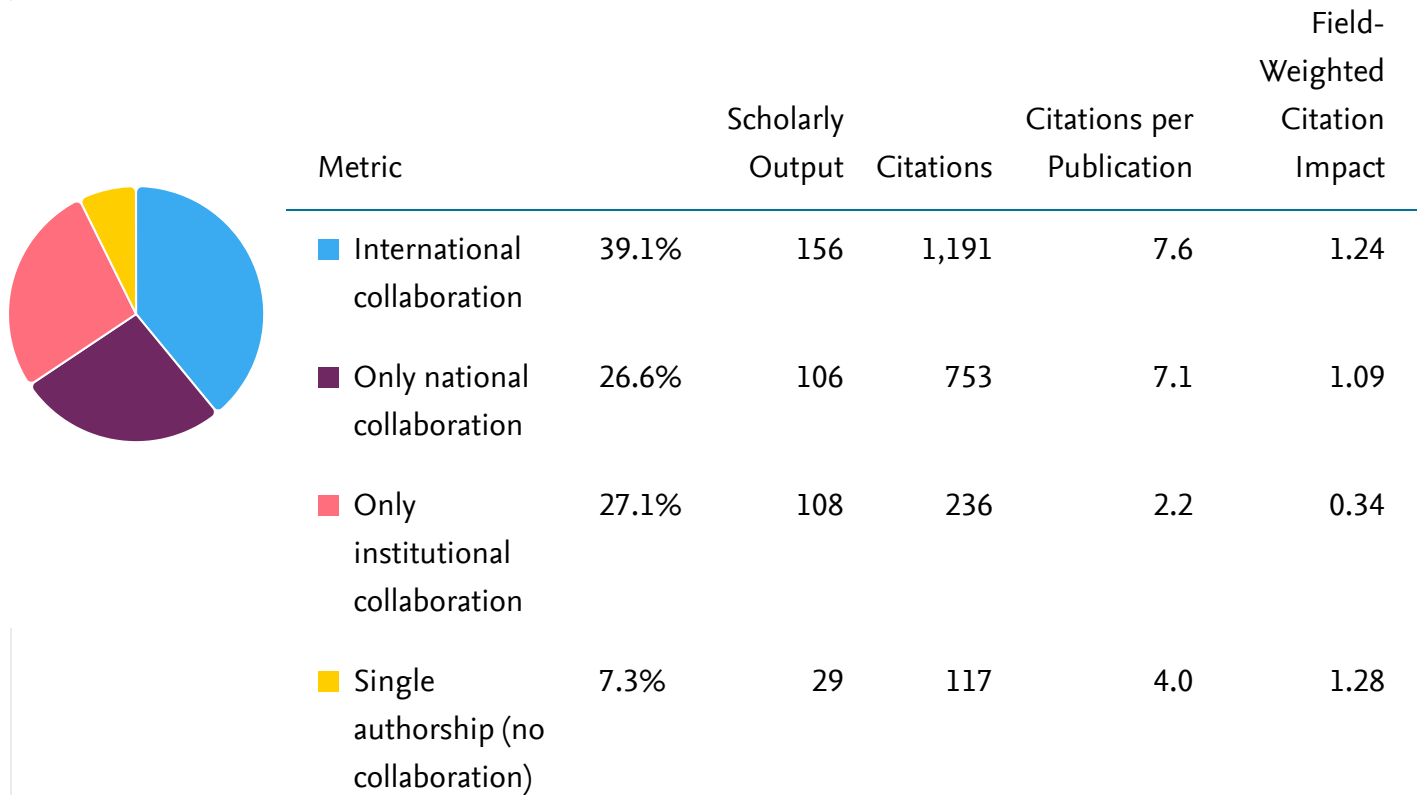 Field-
Weighted
Scholarly Citations per Citation
Metric Output Citations Publication Impact
International 39.1% 156 1,191 7.6 1.24
collaboration
Only national 26.6% 106 753 7.1 1.09
collaboration
Only 27.1% 108 236 2.2 0.34
institutional
collaboration
Single 7.3% 29 117 4.0 1.28
authorship (no
collaboration)